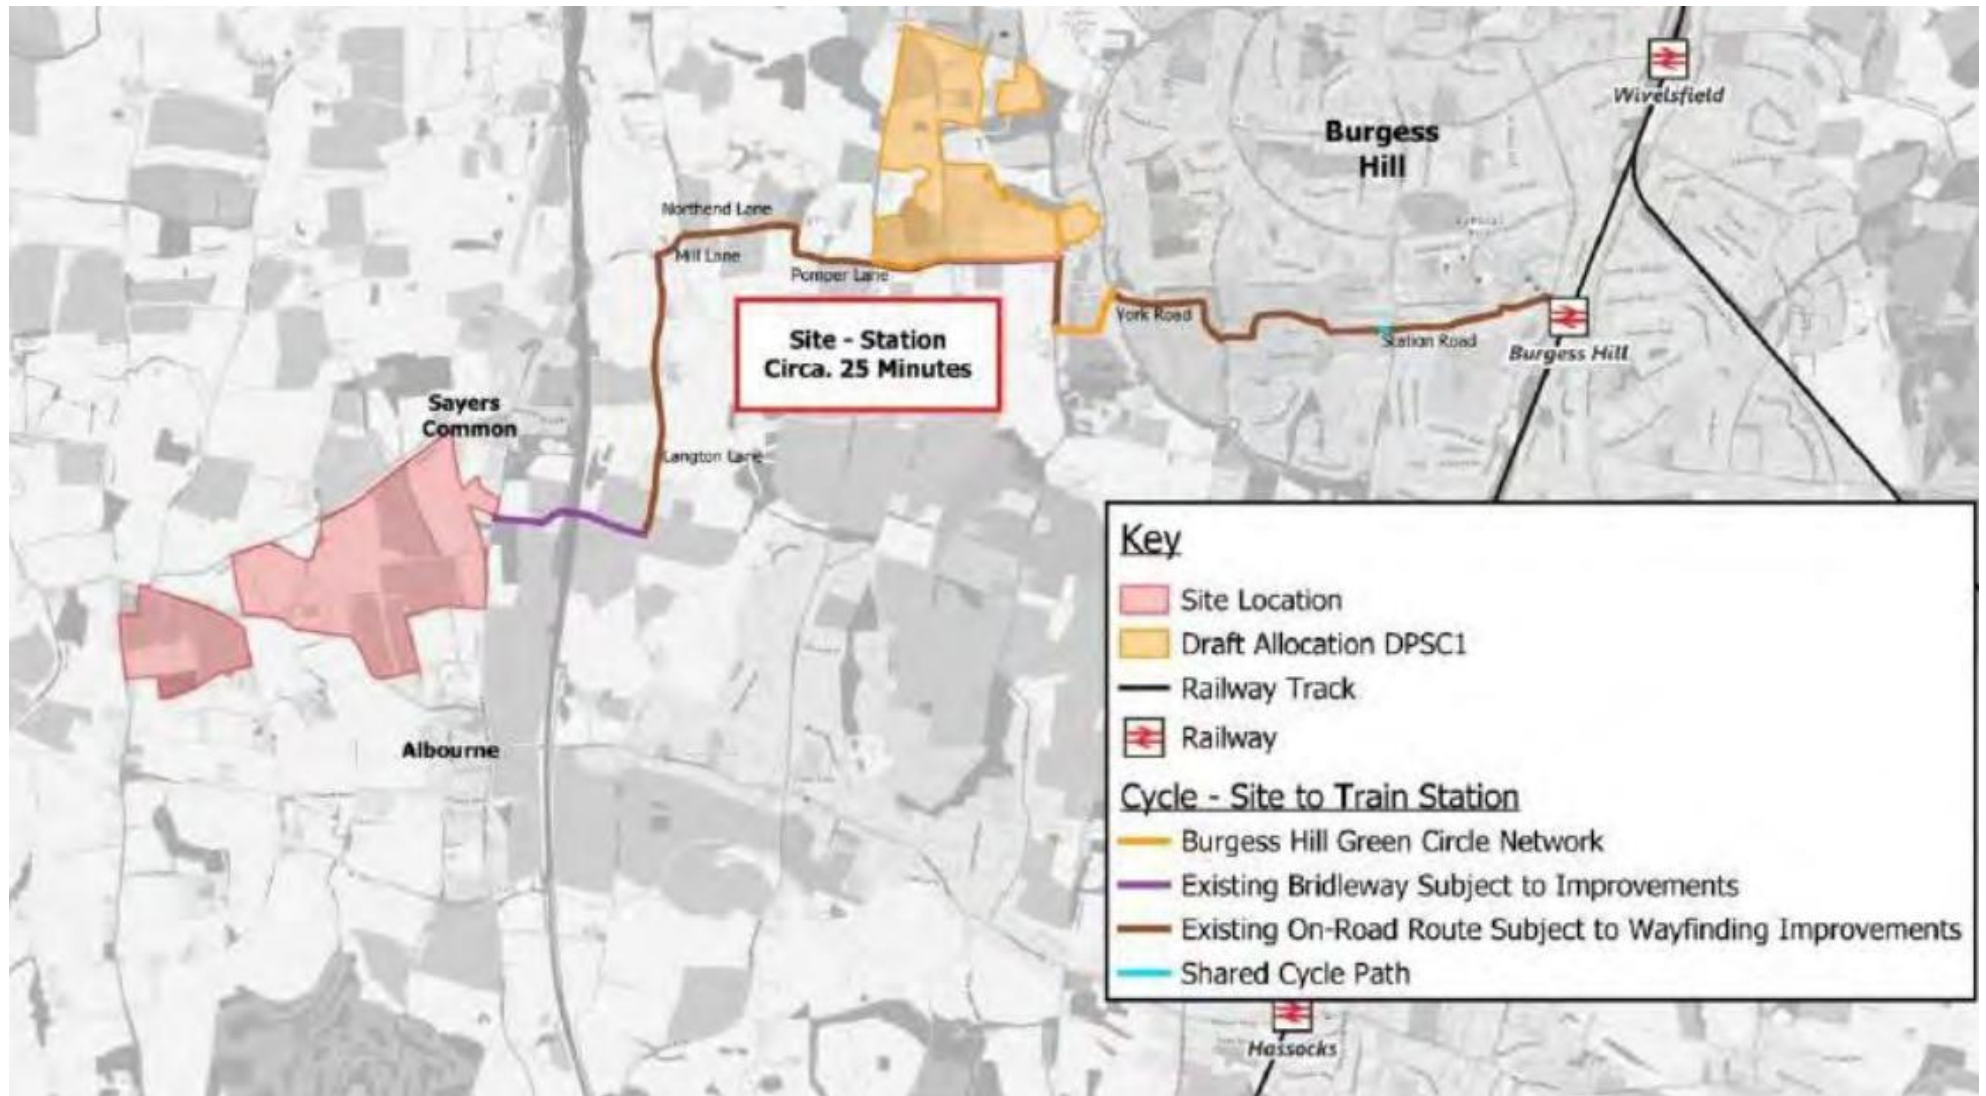 Wivelsfield
Burgess
Hill
Northend Lane
Mill Lane
Pomper Lane
York Road
Station Road
Burgess Hill
Site - Station
Circa. 25 Minutes
Sayers
Common
Langton Lane
Albourne
Key
Site Location
Draft Allocation DPSC1
Railway Track
Railway
Cycle - Site to Train Station
Burgess Hill Green Circle Network
Existing Bridleway Subject to Improvements
Existing On-Road Route Subject to Wayfinding Improvements
Shared Cycle Path
Hassocks